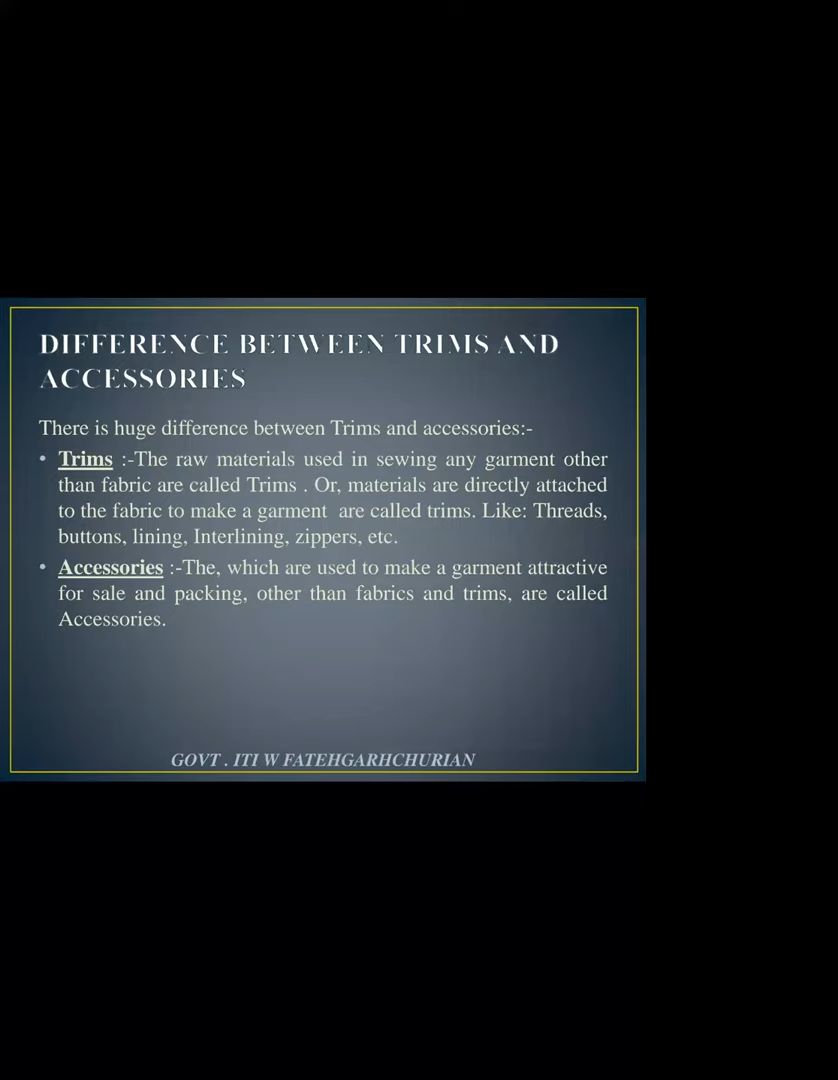 DIFFERENCE BETWEEN TRIMS AND
ACCESSORIES
There is huge difference between Trims and accessories:-
• Trims :-The raw materials used in sewing any garment other
than fabric are called Trims . Or, materials are directly attached
to the fabric to make a garment are called trims. Like: Threads,
buttons, lining, Interlining, zippers, etc.
• Accessories :-The, which are used to make a garment attractive
for sale and packing, other than fabrics and trims, are called
Accessories.
GOVT . ITI W FATEHGARHCHURIAN